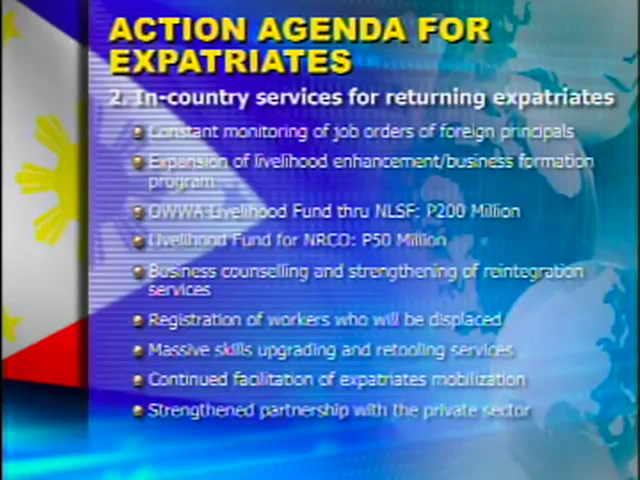 ACTION AGENDA FOR
EXPATRIATES
2. In-country services for returning expatriates
Constant monitoring of job orders of foreign principals
Expansion of livelihood enhancement/business formation
program
OWWA Livelihood Fund thru NLSF: P200 Million
Livelihood Fund for NRCO: P50 Million
Business counselling and strengthening of reintegration
services
Registration of workers who will be displaced
Massive skills upgrading and retooling services
Continued facilitation of expatriates mobilization
Strengthened partnership with the private sector